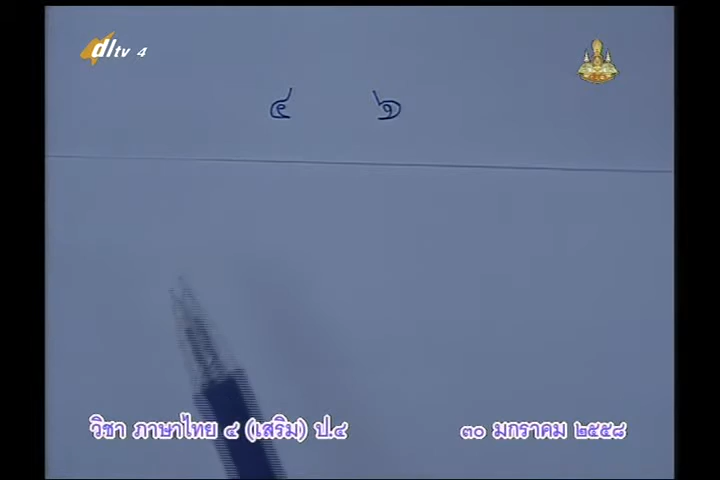 dltv 4
๔ ๖
วิชา ภาษาไทย ๔ (เสริม) ป.๔
๓๐ มกราคม ๒๕๕๘